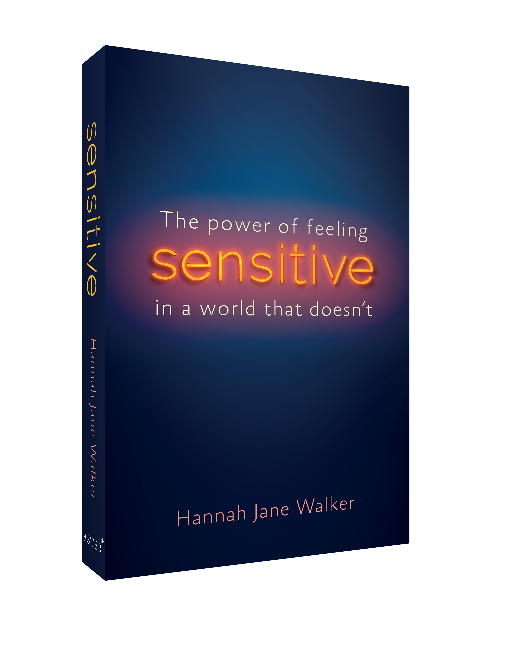 sensitive
Hannah Jane Walker
The power of feeling
sensitive
in a world that doesn't
Hannah Jane Walker